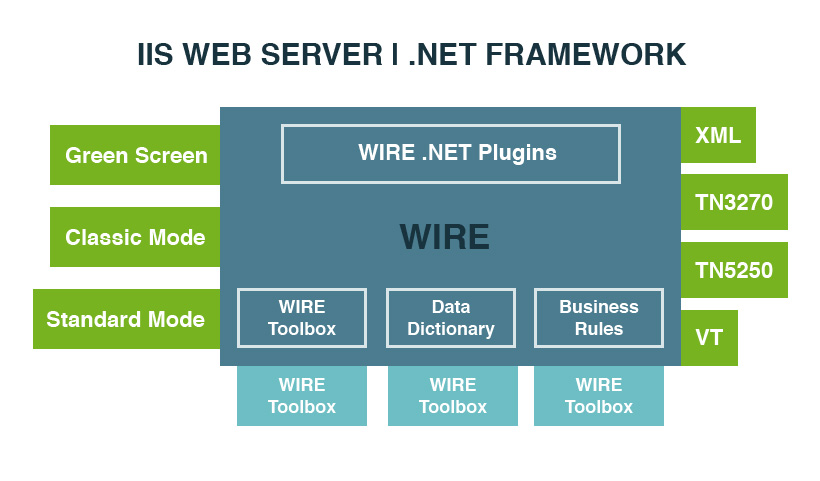 IIS WEB SERVER | .NET FRAMEWORK
Green Screen
Classic Mode
Standard Mode
WIRE .NET Plugins
WIRE
WIRE
Toolbox
Data
Dictionary
Business
Rules
WIRE
Toolbox
WIRE
Toolbox
WIRE
Toolbox
XML
TN3270
TN5250
VT